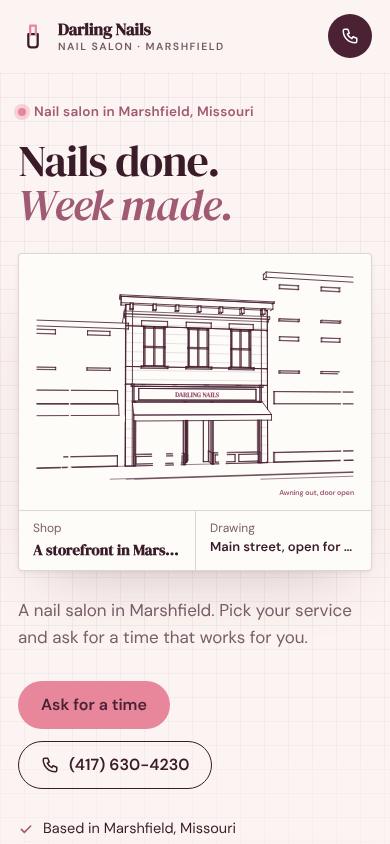 Darling Nails
NAIL SALON · MARSHFIELD
Nail salon in Marshfield, Missouri
Nails done.
Week made.
DARLING NAILS
Awning out, door open
Shop
A storefront in Mars...
Drawing
Main street, open for ...
A nail salon in Marshfield. Pick your service
and ask for a time that works for you.
Ask for a time
(417) 630-4230
Based in Marshfield, Missouri